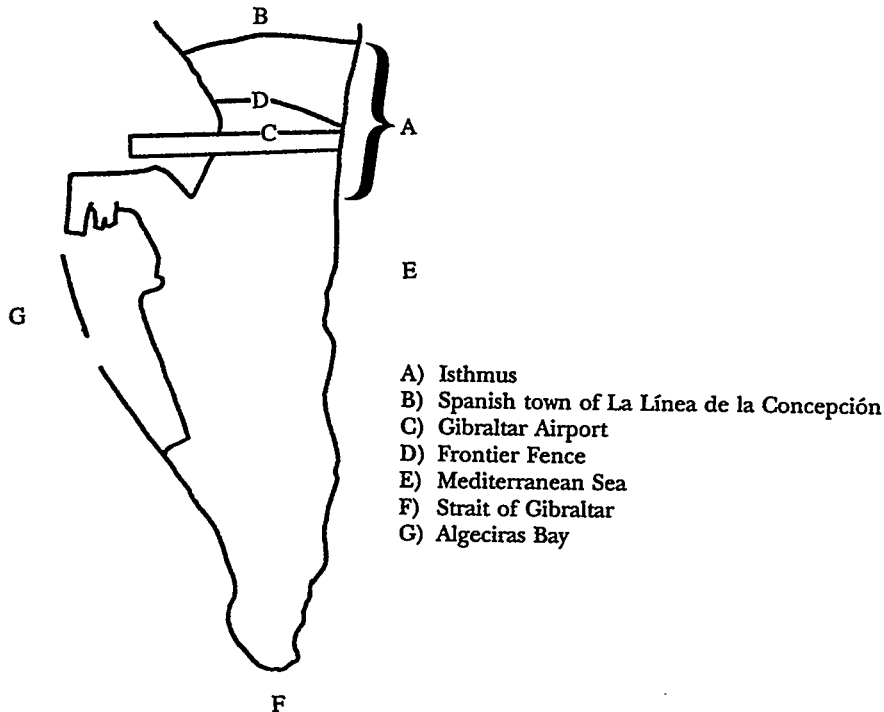 B
D
C
A
E
G
A) Isthmus
B) Spanish town of La Línea de la Concepción
C) Gibraltar Airport
D) Frontier Fence
E) Mediterranean Sea
F) Strait of Gibraltar
G) Algeciras Bay
F